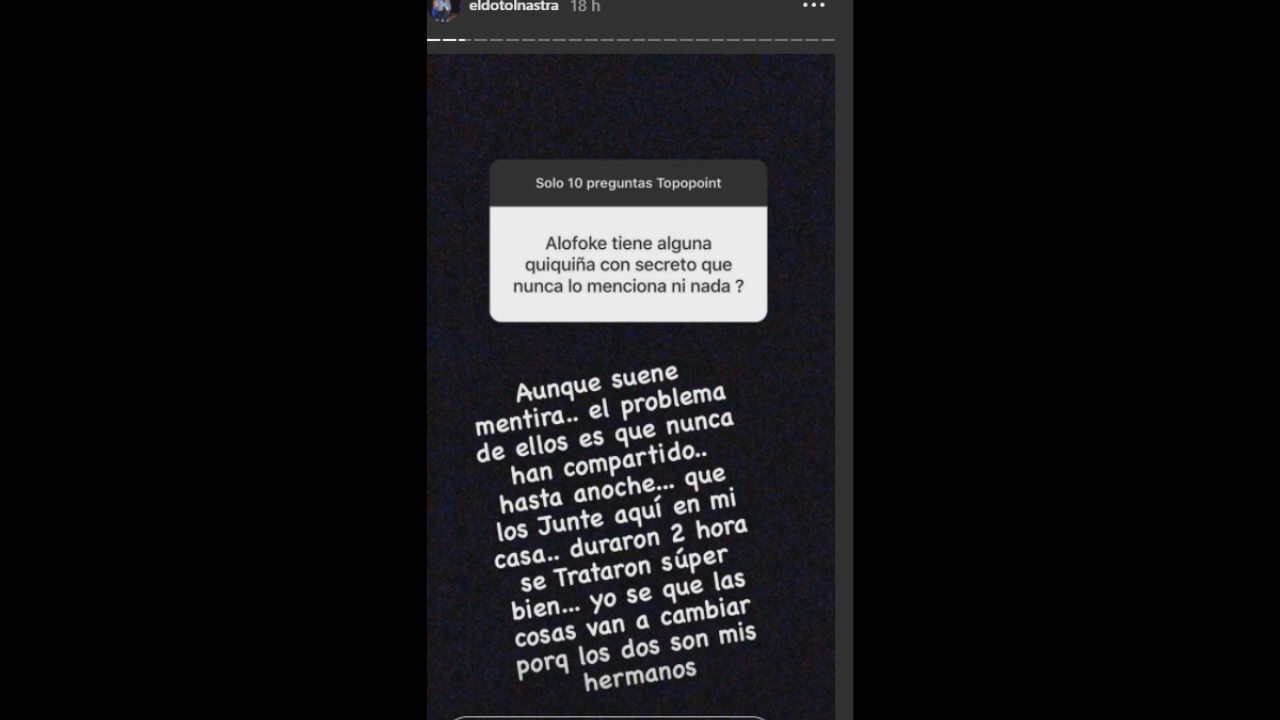 eldotolnastra 18 h
Solo 10 preguntas Topopoint
Alofoke tiene alguna
quiquiña con secreto que
nunca lo menciona ni nada ?
Aunque suene
mentira.. el problema
de ellos es que nunca
han compartido..
hasta anoche... que
los Junte aquí en mi
casa.. duraron 2 hora
se Trataron súper
bien... yo se que las
cosas van a cambiar
porq los dos son mis
hermanos